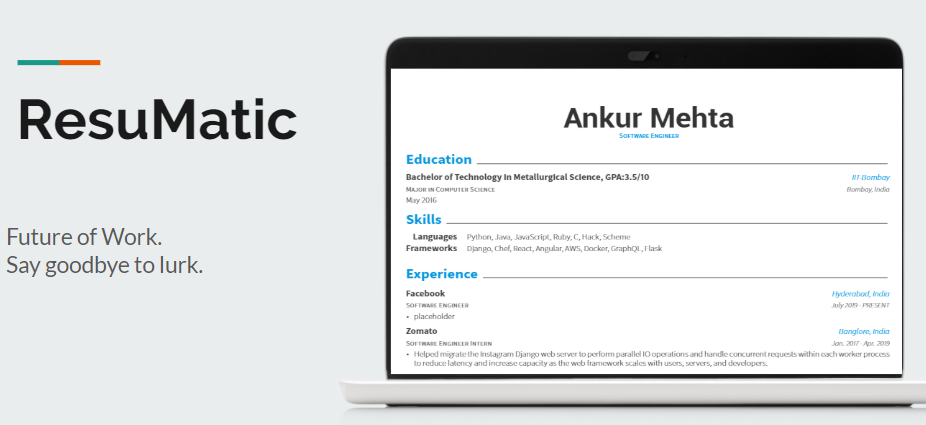 ResuMatic
Future of Work.
Say goodbye to lurk.
Ankur Mehta
Software Engineer
Education
Bachelor of Technology in Metallurgical Science, GPA:3.5/10
IIT-Bombay
Major in Computer Science
Bombay, India
May 2016
Skills
Languages Python, Java, JavaScript, Ruby, C, Hack, Scheme
Frameworks Django, Chef, React, Angular, AWS, Docker, GraphQL, Flask
Experience
Facebook
Hyderabad, India
Software Engineer
July 2019 - PRESENT
• placeholder
Zomato
Banglore, India
Software Engineer Intern
Jan. 2017 - Apr. 2019
• Helped migrate the Instagram Django web server to perform parallel IO operations and handle concurrent requests within each worker process
to reduce latency and increase capacity as the web framework scales with users, servers, and developers.